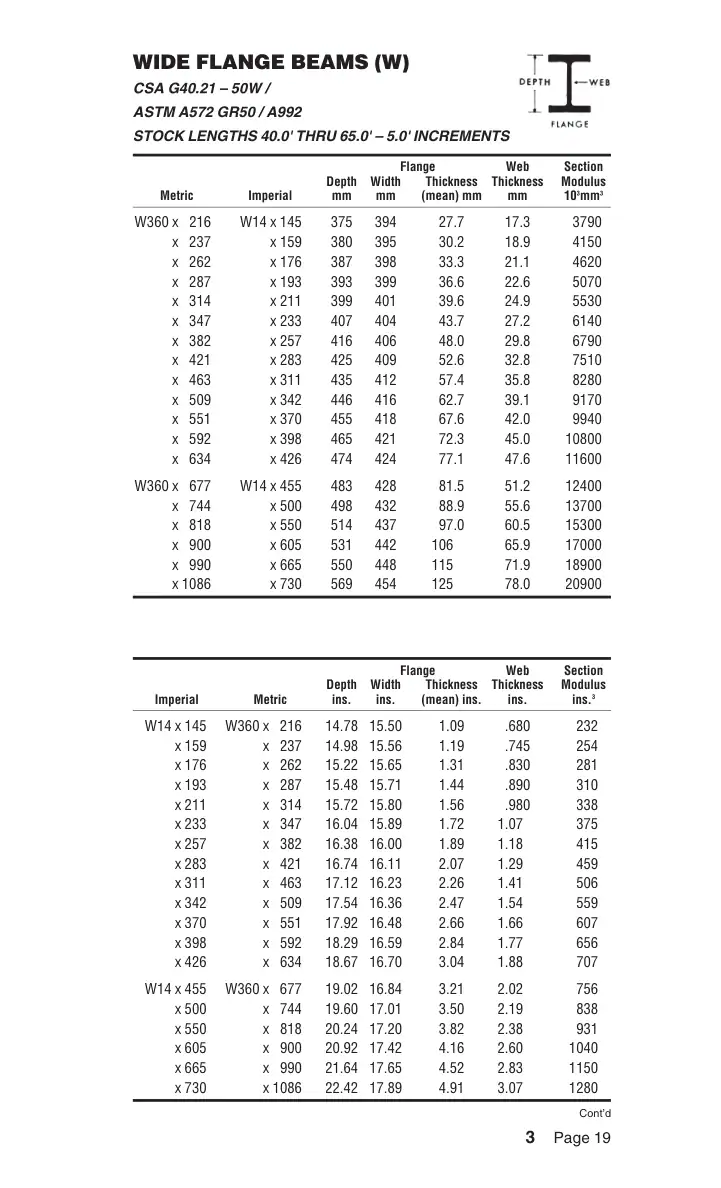 WIDE FLANGE BEAMS (W)
CSA G40.21 – 50W /
ASTM A572 GR50 / A992
STOCK LENGTHS 40.0' THRU 65.0' – 5.0' INCREMENTS
DEPTH WEB
FLANGE
Flange Web Section
Depth Width Thickness Thickness Modulus
Metric Imperial mm mm (mean) mm mm 10³mm³
W360 x 216 W14 x 145 375 394 27.7 17.3 3790
x 237 x 159 380 395 30.2 18.9 4150
x 262 x 176 387 398 33.3 21.1 4620
x 287 x 193 393 399 36.6 22.6 5070
x 314 x 211 399 401 39.6 24.9 5530
x 347 x 233 407 404 43.7 27.2 6140
x 382 x 257 416 406 48.0 29.8 6790
x 421 x 283 425 409 52.6 32.8 7510
x 463 x 311 435 412 57.4 35.8 8280
x 509 x 342 446 416 62.7 39.1 9170
x 551 x 370 455 418 67.6 42.0 9940
x 592 x 398 465 421 72.3 45.0 10800
x 634 x 426 474 424 77.1 47.6 11600
W360 x 677 W14 x 455 483 428 81.5 51.2 12400
x 744 x 500 498 432 88.9 55.6 13700
x 818 x 550 514 437 97.0 60.5 15300
x 900 x 605 531 442 106 65.9 17000
x 990 x 665 550 448 115 71.9 18900
x 1086 x 730 569 454 125 78.0 20900
Flange Web Section
Depth Width Thickness Thickness Modulus
Imperial Metric ins. ins. (mean) ins. ins. ins.³
W14 x 145 W360 x 216 14.78 15.50 1.09 .680 232
x 159 x 237 14.98 15.56 1.19 .745 254
x 176 x 262 15.22 15.65 1.31 .830 281
x 193 x 287 15.48 15.71 1.44 .890 310
x 211 x 314 15.72 15.80 1.56 .980 338
x 233 x 347 16.04 15.89 1.72 1.07 375
x 257 x 382 16.38 16.00 1.89 1.18 415
x 283 x 421 16.74 16.11 2.07 1.29 459
x 311 x 463 17.12 16.23 2.26 1.41 506
x 342 x 509 17.54 16.36 2.47 1.54 559
x 370 x 551 17.92 16.48 2.66 1.66 607
x 398 x 592 18.29 16.59 2.84 1.77 656
x 426 x 634 18.67 16.70 3.04 1.88 707
W14 x 455 W360 x 677 19.02 16.84 3.21 2.02 756
x 500 x 744 19.60 17.01 3.50 2.19 838
x 550 x 818 20.24 17.20 3.82 2.38 931
x 605 x 900 20.92 17.42 4.16 2.60 1040
x 665 x 990 21.64 17.65 4.52 2.83 1150
x 730 x 1086 22.42 17.89 4.91 3.07 1280
Cont'd
3 Page 19